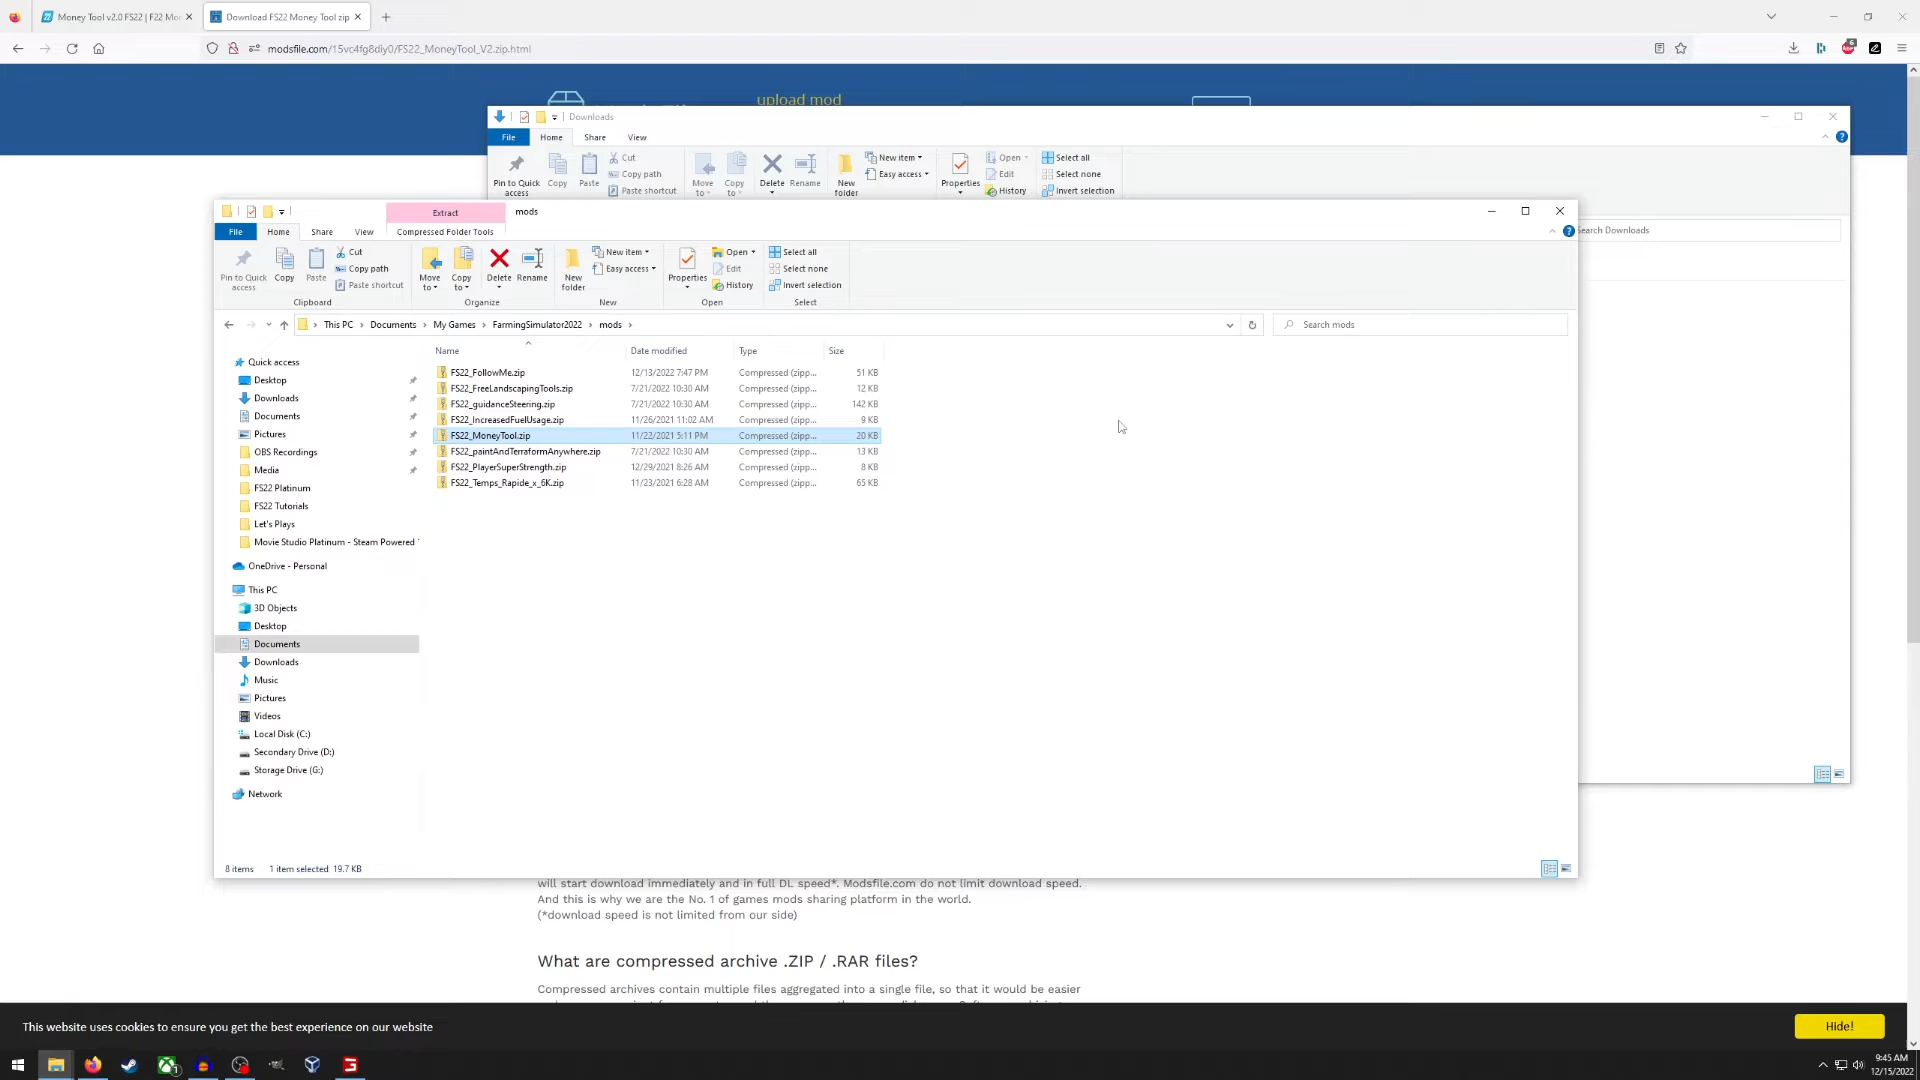 Money Tool v2.0 FS22 | F22 Mo
Download FS22 Money Tool zip
modsfile.com/15vc4fg8diy0/FS22_MoneyTool_V2.zip.html
6
upload mod
Downloads
File
Home
Share
View
Pin to Quick access
Copy
Paste
Cut
Copy path
Paste shortcut
Move to
Copy to
Delete
Rename
New folder
New item
Easy access
Properties
Open
Edit
History
Select all
Select none
Invert selection
Search Downloads
Extract
mods
File
Home
Share
View
Compressed Folder Tools
Pin to Quick access
Copy
Paste
Cut
Copy path
Paste shortcut
Clipboard
Move to
Copy to
Delete
Rename
Organize
New folder
New item
Easy access
New
Properties
Open
Edit
History
Open
Select all
Select none
Invert selection
Select
This PC > Documents > My Games > FarmingSimulator2022 > mods >
Search mods
Name
Date modified
Type
Size
FS22_FollowMe.zip 12/13/2022 7:47 PM Compressed (zipp... 51 KB
FS22_FreeLandscapingTools.zip 7/21/2022 10:30 AM Compressed (zipp... 12 KB
FS22_guidanceSteering.zip 7/21/2022 10:30 AM Compressed (zipp... 142 KB
FS22_IncreasedFuelUsage.zip 11/26/2021 11:02 AM Compressed (zipp... 9 KB
FS22_MoneyTool.zip 11/22/2021 5:11 PM Compressed (zipp... 20 KB
FS22_paintAndTerraformAnywhere.zip 7/21/2022 10:30 AM Compressed (zipp... 13 KB
FS22_PlayerSuperStrength.zip 12/29/2021 8:26 AM Compressed (zipp... 8 KB
FS22_Temps_Rapide_x_6K.zip 11/23/2021 6:28 AM Compressed (zipp... 65 KB
Quick access
Desktop
Downloads
Documents
Pictures
OBS Recordings
Media
FS22 Platinum
FS22 Tutorials
Let's Plays
Movie Studio Platinum - Steam Powered
OneDrive - Personal
This PC
3D Objects
Desktop
Documents
Downloads
Music
Pictures
Videos
Local Disk (C:)
Secondary Drive (D:)
Storage Drive (G:)
Network
8 items 1 item selected 19.7 KB
will start download immediately and in full DL speed*. Modsfile.com do not limit download speed.
And this is why we are the No. 1 of games mods sharing platform in the world.
(*download speed is not limited from our side)
What are compressed archive .ZIP / .RAR files?
Compressed archives contain multiple files aggregated into a single file, so that it would be easier
This website uses cookies to ensure you get the best experience on our website
Hide!
1
9:45 AM
12/15/2022